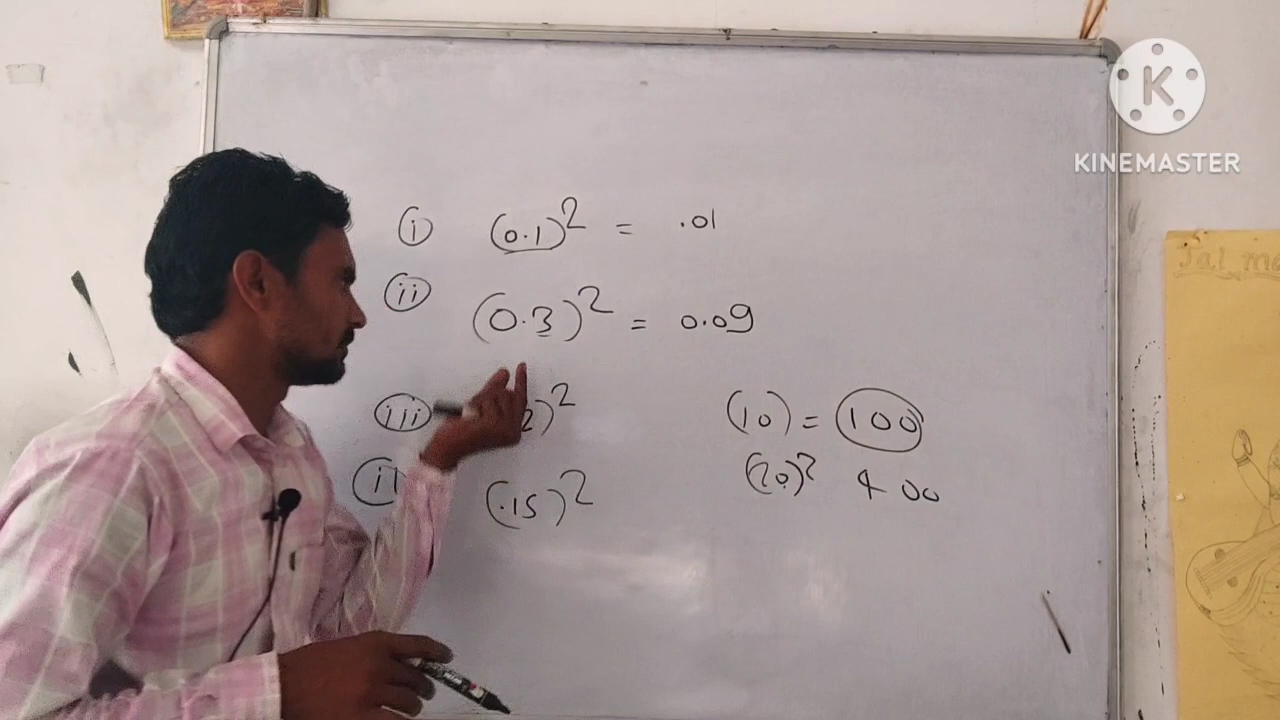 (i) (0.1)² = .01
(ii) (0.3)² = 0.09
(iii) 2)²
(.15)²
(10) = 100
(20)² 400
KINEMASTER
Jal